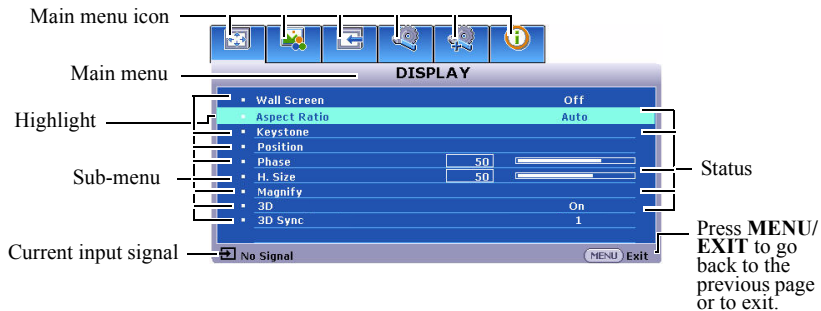 Main menu icon
Main menu
DISPLAY
Wall Screen Off
Highlight
Aspect Ratio Auto
Keystone
Position
Phase 50
Sub-menu
H. Size 50
Status
Magnify
3D On
3D Sync 1
Current input signal
No Signal
MENU Exit
Press MENU/
EXIT to go
back to the
previous page
or to exit.